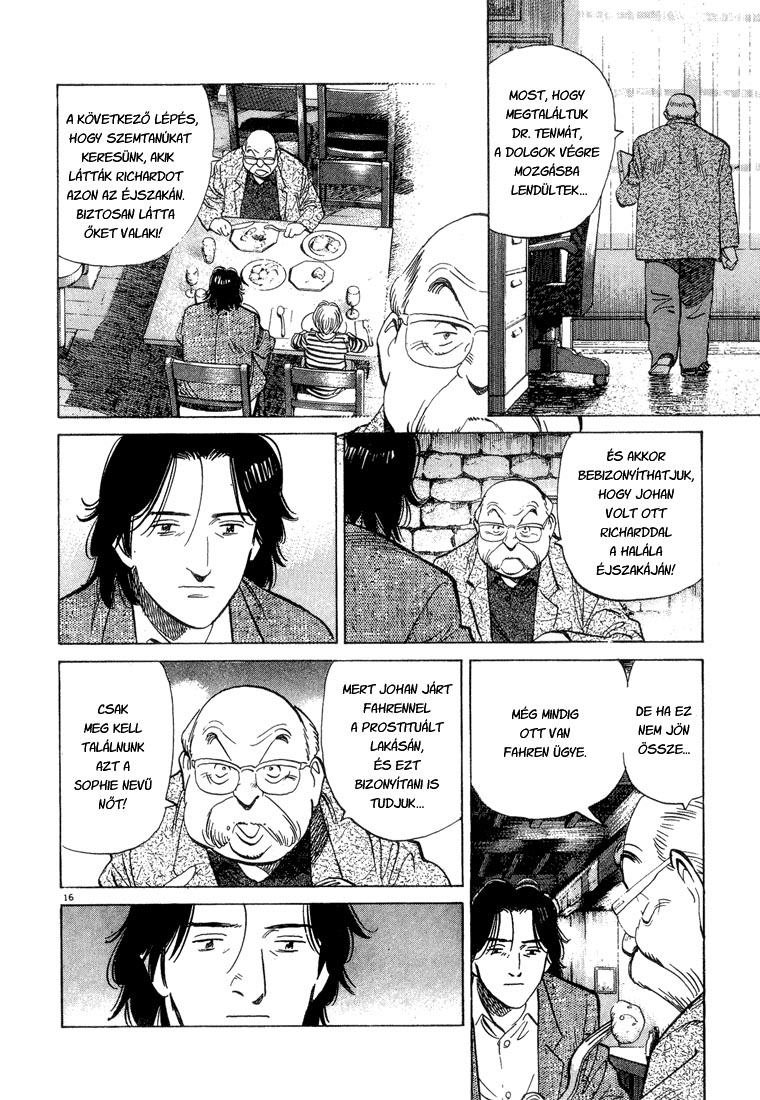 MOST, HOGY
MEGTALÁLTUK
DR. TENMÁT,
A DOLGOK VÉGRE
MOZGÁSBA
LENDÜLTEK...
A KÖVETKEZŐ LÉPÉS,
HOGY SZEMTANÚKAT
KERESÜNK, AKIK
LÁTTÁK RICHARDOT
AZON AZ ÉJSZAKÁN.
BIZTOSAN LÁTTA
ŐKET VALAKI!
ÉS AKKOR
BEBIZONYÍTHATJUK,
HOGY JOHAN
VOLT OTT
RICHARDDAL
A HALÁLA
ÉJSZAKÁJÁN!
DE HA EZ
NEM JÖN
ÖSSZE...
MÉG MINDIG
OTT VAN
FAHREN ÜGYE.
MERT JOHAN JÁRT
FAHRENNEL
A PROSTITUÁLT
LAKÁSÁN,
ÉS EZT
BIZONYÍTANI IS
TUDJUK...
CSAK
MEG KELL
TALÁLNUNK
AZT A
SOPHIE NEVŰ
NŐT!
16